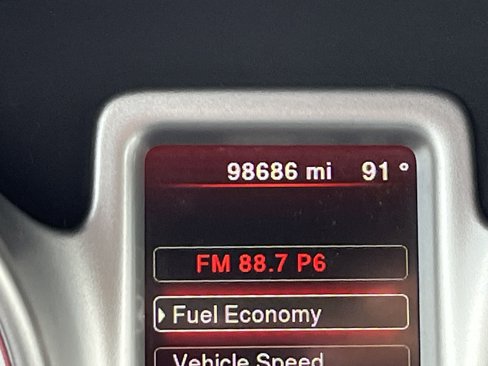 98686 mi 91 °
FM 88.7 P6
Fuel Economy
Vehicle Speed